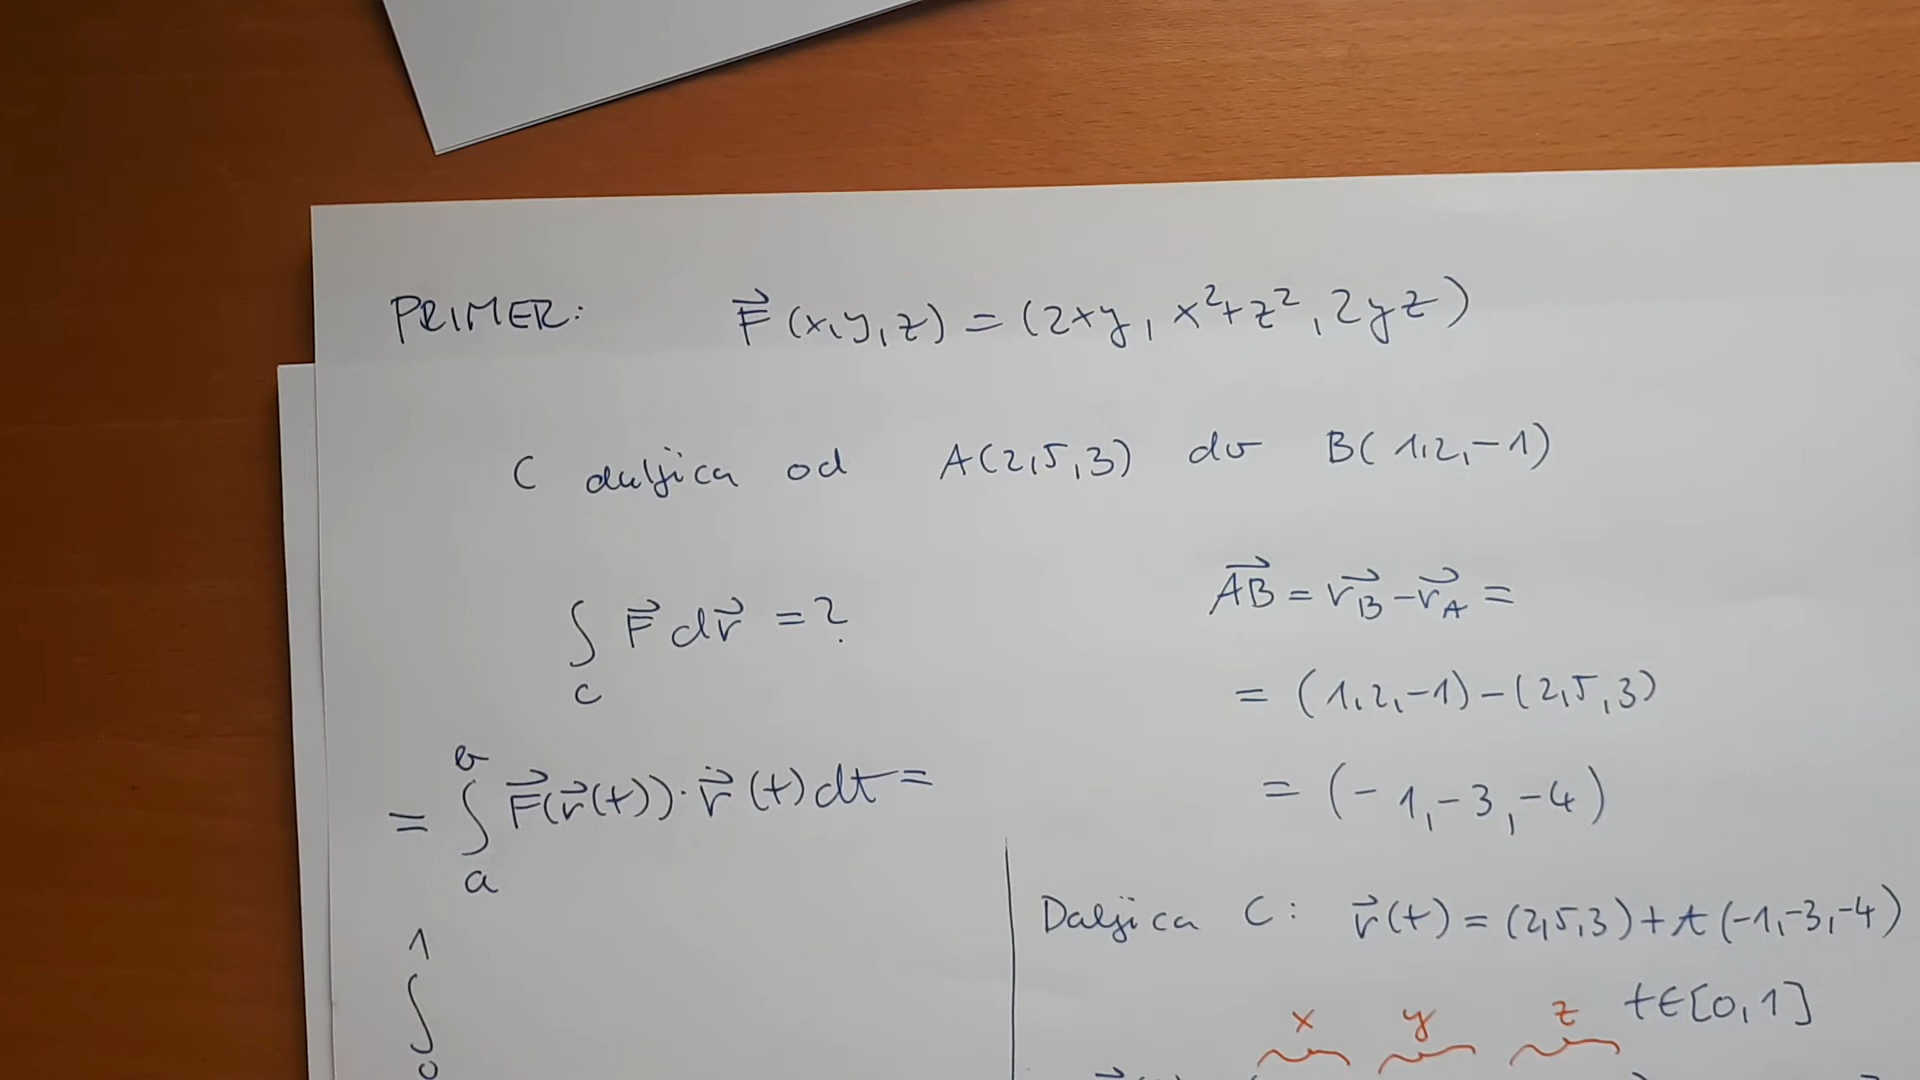 PRIMER: F⃗(x,y,z) = (2xy, x²+z², 2yz)
C daljica od A(2,5,3) do B(1,2,-1)
∫_C F⃗ dr⃗ = ?
= ∫_a^b F⃗(r⃗(t))·r⃗̇(t)dt =
∫_0^1
AB⃗ = r⃗_B - r⃗_A =
= (1,2,-1)-(2,5,3)
= (-1,-3,-4)
Daljica C: r⃗(t) = (2,5,3)+t(-1,-3,-4)
t∈[0,1]
x y z